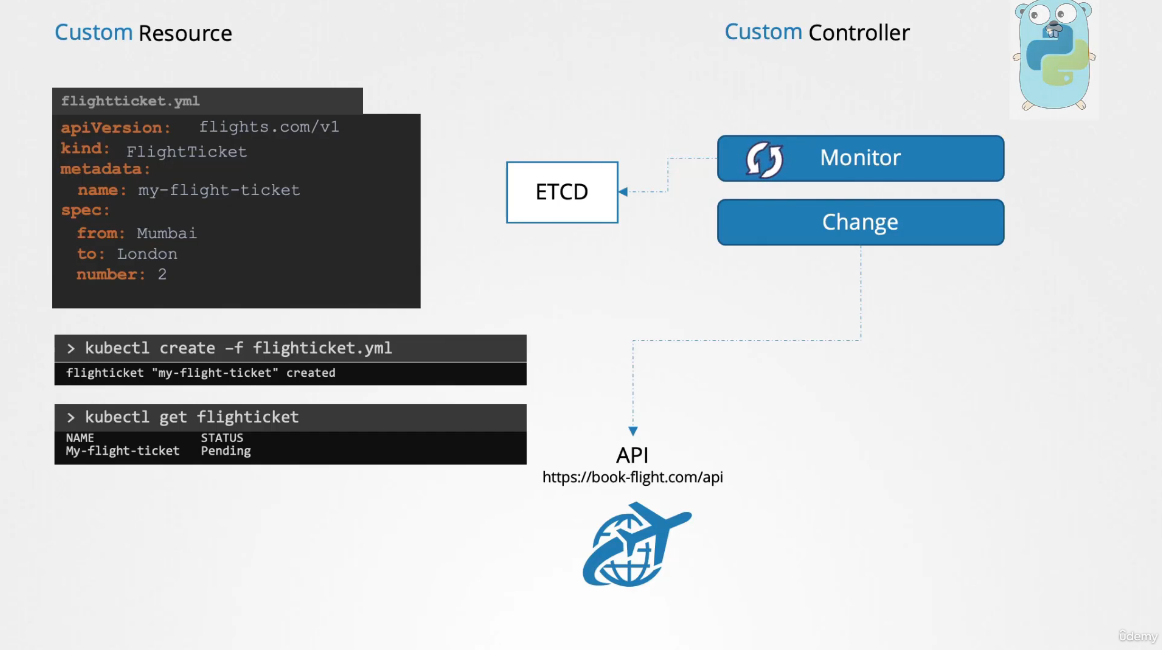 Custom Resource
Custom Controller
flightticket.yml
apiVersion: flights.com/v1
kind: FlightTicket
metadata:
name: my-flight-ticket
spec:
from: Mumbai
to: London
number: 2
> kubectl create –f flighticket.yml
flighticket "my-flight-ticket" created
> kubectl get flighticket
NAME STATUS
My-flight-ticket Pending
ETCD
Monitor
Change
API
https://book-flight.com/api
ûdemy